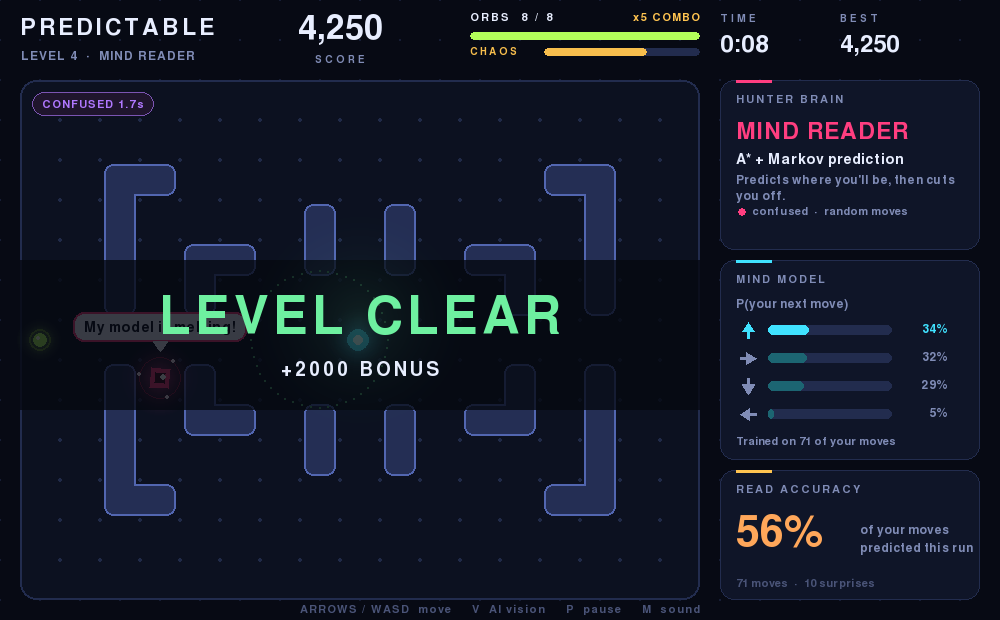 PREDICTABLE
LEVEL 4 · MIND READER
4,250
SCORE
ORBS 8 / 8 x5 COMBO
CHAOS
TIME
0:08
BEST
4,250
CONFUSED 1.7s
My model is melting!
LEVEL CLEAR
+2000 BONUS
HUNTER BRAIN
MIND READER
A* + Markov prediction
Predicts where you'll be, then cuts
you off.
confused · random moves
MIND MODEL
P(your next move)
34%
32%
29%
5%
Trained on 71 of your moves
READ ACCURACY
56%
of your moves
predicted this run
71 moves · 10 surprises
ARROWS / WASD move V AI vision P pause M sound